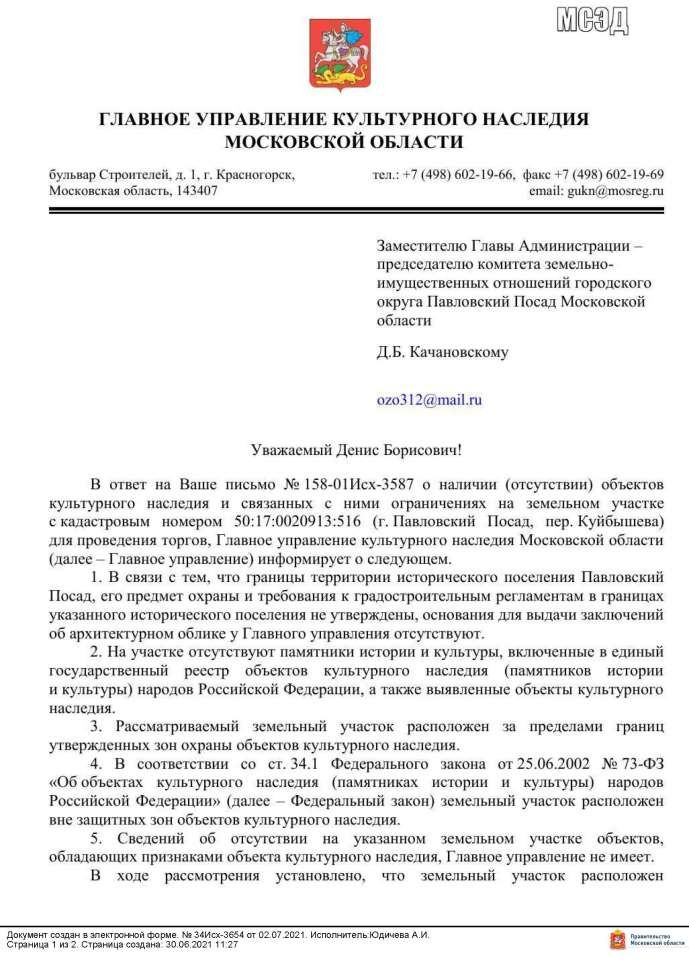 МСЭД
ГЛАВНОЕ УПРАВЛЕНИЕ КУЛЬТУРНОГО НАСЛЕДИЯ
МОСКОВСКОЙ ОБЛАСТИ
бульвар Строителей, д. 1, г. Красногорск, тел.: +7 (498) 602-19-66, факс +7 (498) 602-19-69
Московская область, 143407 email: gukn@mosreg.ru
Заместителю Главы Администрации –
председателю комитета земельно-
имущественных отношений городского
округа Павловский Посад Московской
области
Д.Б. Качановскому
ozo312@mail.ru
Уважаемый Денис Борисович!
В ответ на Ваше письмо № 158-01Исх-3587 о наличии (отсутствии) объектов
культурного наследия и связанных с ними ограничениях на земельном участке
с кадастровым номером 50:17:0020913:516 (г. Павловский Посад, пер. Куйбышева)
для проведения торгов, Главное управление культурного наследия Московской области
(далее – Главное управление) информирует о следующем.
1. В связи с тем, что границы территории исторического поселения Павловский
Посад, его предмет охраны и требования к градостроительным регламентам в границах
указанного исторического поселения не утверждены, основания для выдачи заключений
об архитектурном облике у Главного управления отсутствуют.
2. На участке отсутствуют памятники истории и культуры, включенные в единый
государственный реестр объектов культурного наследия (памятников истории
и культуры) народов Российской Федерации, а также выявленные объекты культурного
наследия.
3. Рассматриваемый земельный участок расположен за пределами границ
утвержденных зон охраны объектов культурного наследия.
4. В соответствии со ст. 34.1 Федерального закона от 25.06.2002 № 73-ФЗ
«Об объектах культурного наследия (памятниках истории и культуры) народов
Российской Федерации» (далее – Федеральный закон) земельный участок расположен
вне защитных зон объектов культурного наследия.
5. Сведений об отсутствии на указанном земельном участке объектов,
обладающих признаками объекта культурного наследия, Главное управление не имеет.
В ходе рассмотрения установлено, что земельный участок расположен
Документ создан в электронной форме. № 34Исх-3654 от 02.07.2021. Исполнитель:Юдичева А.И.
Страница 1 из 2. Страница создана: 30.06.2021 11:27
Правительство
Московской области